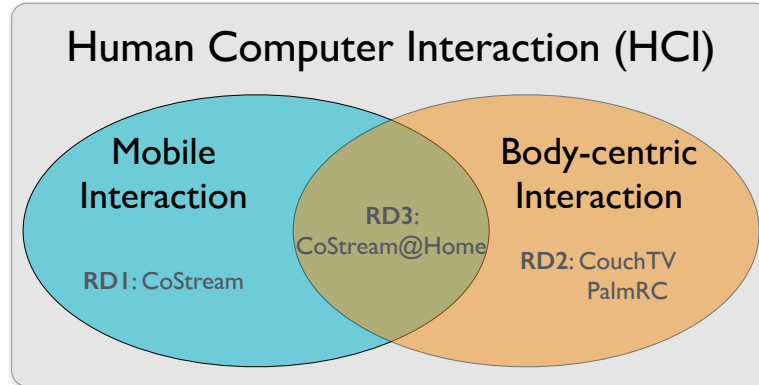 Human Computer Interaction (HCI)
Mobile
Interaction
RD1: CoStream
RD3:
CoStream@Home
Body-centric
Interaction
RD2: CouchTV
PalmRC